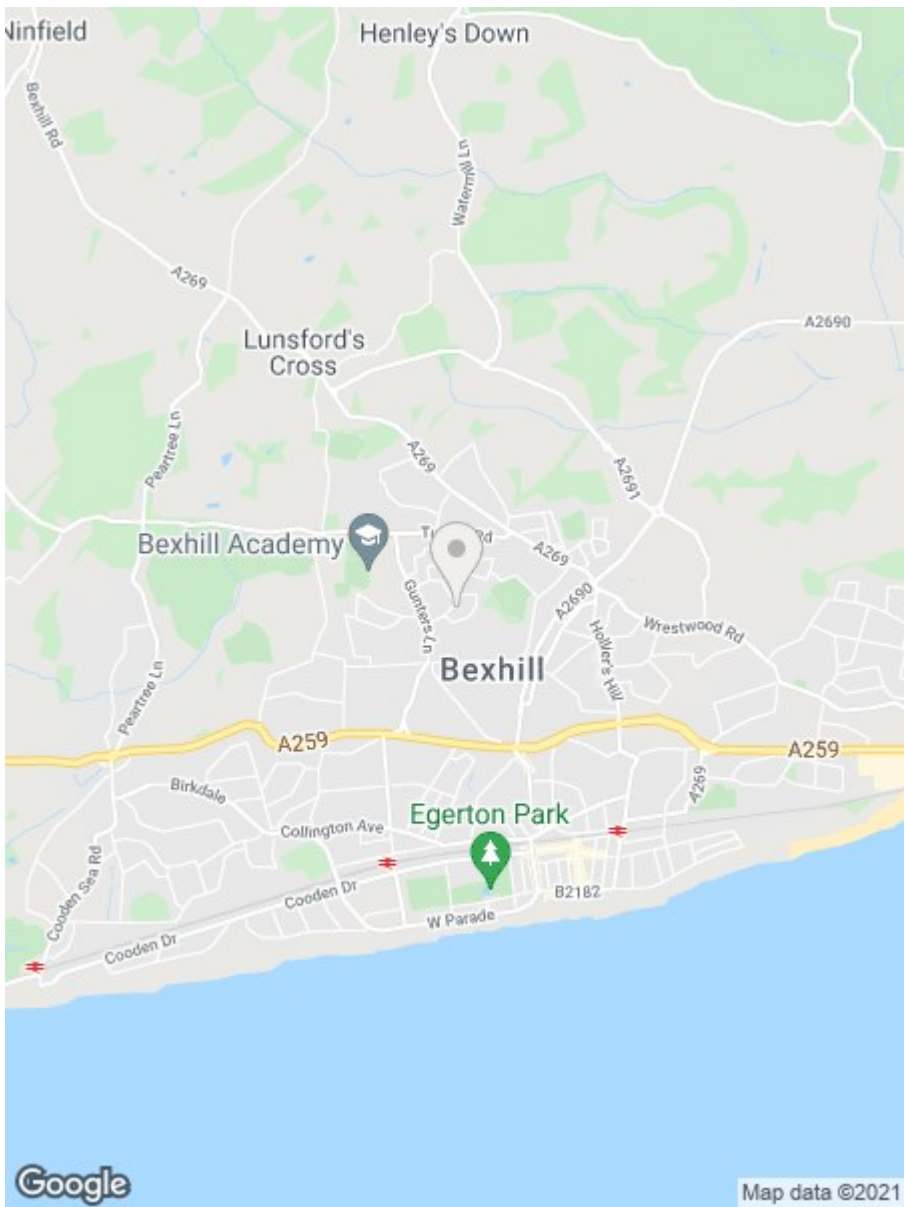 Ninfield
Henley's Down
Bexhill Rd
Watermill Ln
A269
A2690
Lunsford's
Cross
Peartree Ln
A269
A2691
Bexhill Academy
Rd
A269
Gunters Ln
A2690
Holliers Hill
Wrestwood Rd
Bexhill
Peartree Ln
A259
A259
Birkdale
A269
Egerton Park
Collington Ave
Cooden Sea Rd
Cooden Dr
B2182
W Parade
Cooden Dr
Google
Map data ©2021